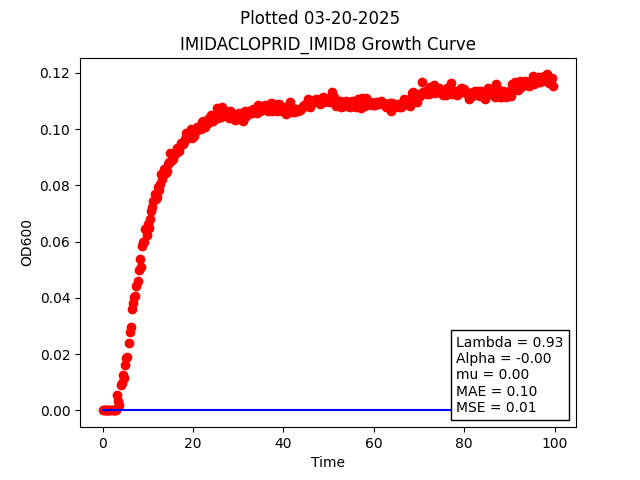 Plotted 03-20-2025
IMIDACLOPRID_IMID8 Growth Curve
0.12
0.10
0.08
0.06
0.04
0.02
0.00
OD600
Lambda = 0.93
Alpha = -0.00
mu = 0.00
MAE = 0.10
MSE = 0.01
0 20 40 60 80 100
Time